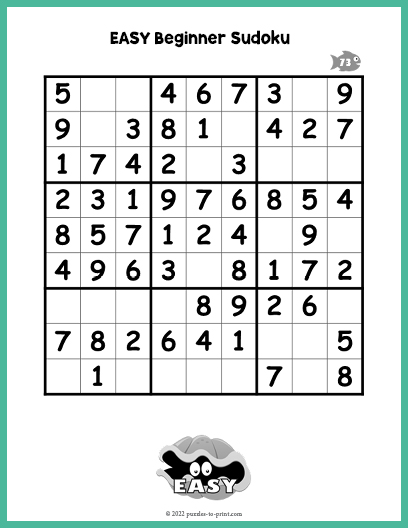 EASY Beginner Sudoku
73
5 4 6 7 3 9
9 3 8 1 4 2 7
1 7 4 2 3
2 3 1 9 7 6 8 5 4
8 5 7 1 2 4 9
4 9 6 3 8 1 7 2
8 9 2 6
7 8 2 6 4 1 5
1 7 8
EASY
© 2022 puzzles-to-print.com